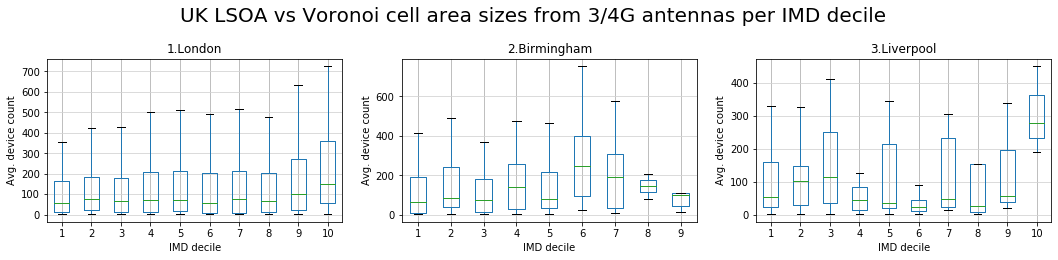 UK LSOA vs Voronoi cell area sizes from 3/4G antennas per IMD decile
1.London
Avg. device count
700
600
500
400
300
200
100
0
1 2 3 4 5 6 7 8 9 10
IMD decile
2.Birmingham
Avg. device count
600
400
200
0
1 2 3 4 5 6 7 8 9
IMD decile
3.Liverpool
Avg. device count
400
300
200
100
0
1 2 3 4 5 6 7 8 9 10
IMD decile